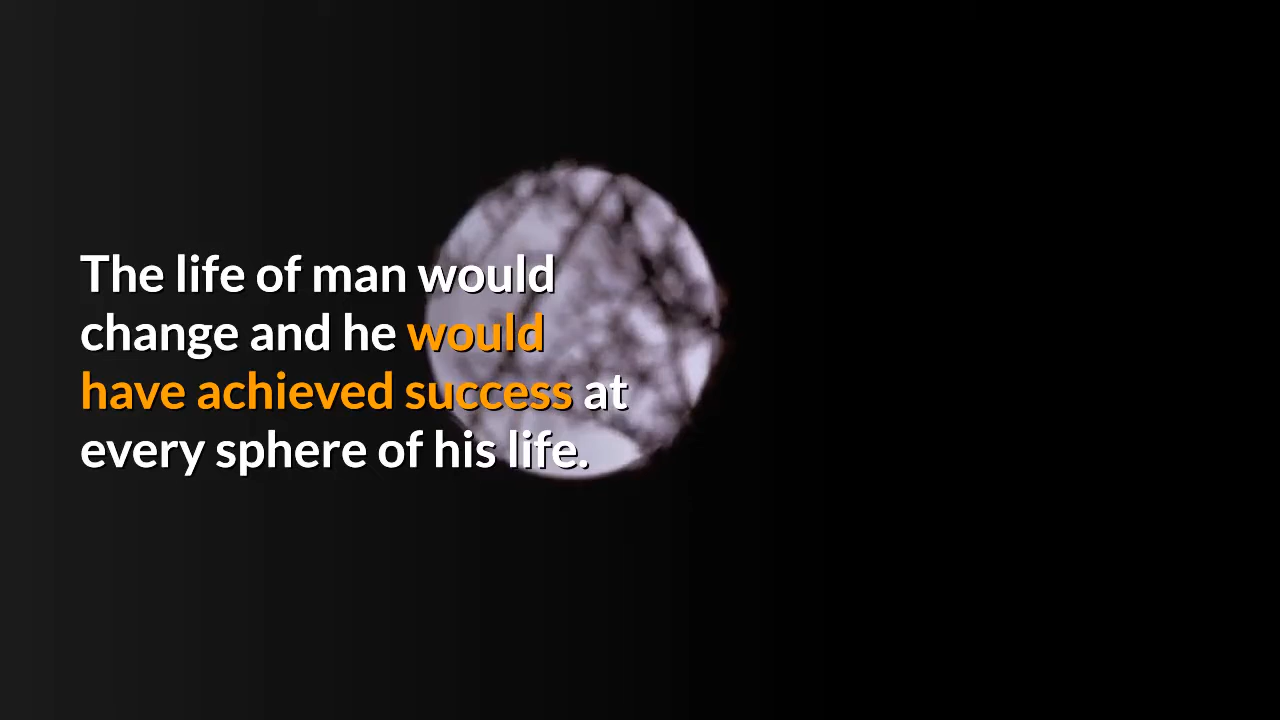 The life of man would
change and he would
have achieved success at
every sphere of his life.